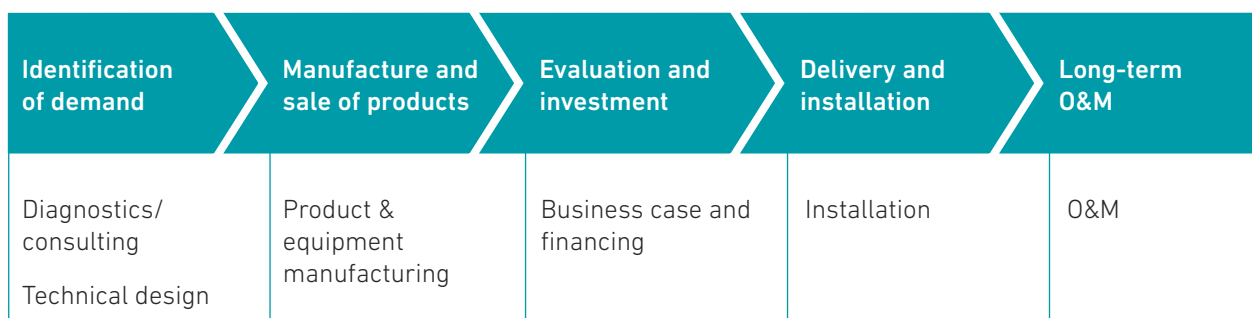 Identification
of demand
Manufacture and
sale of products
Evaluation and
investment
Delivery and
installation
Long-term
O&M
Diagnostics/
consulting
Technical design
Product &
equipment
manufacturing
Business case and
financing
Installation
O&M